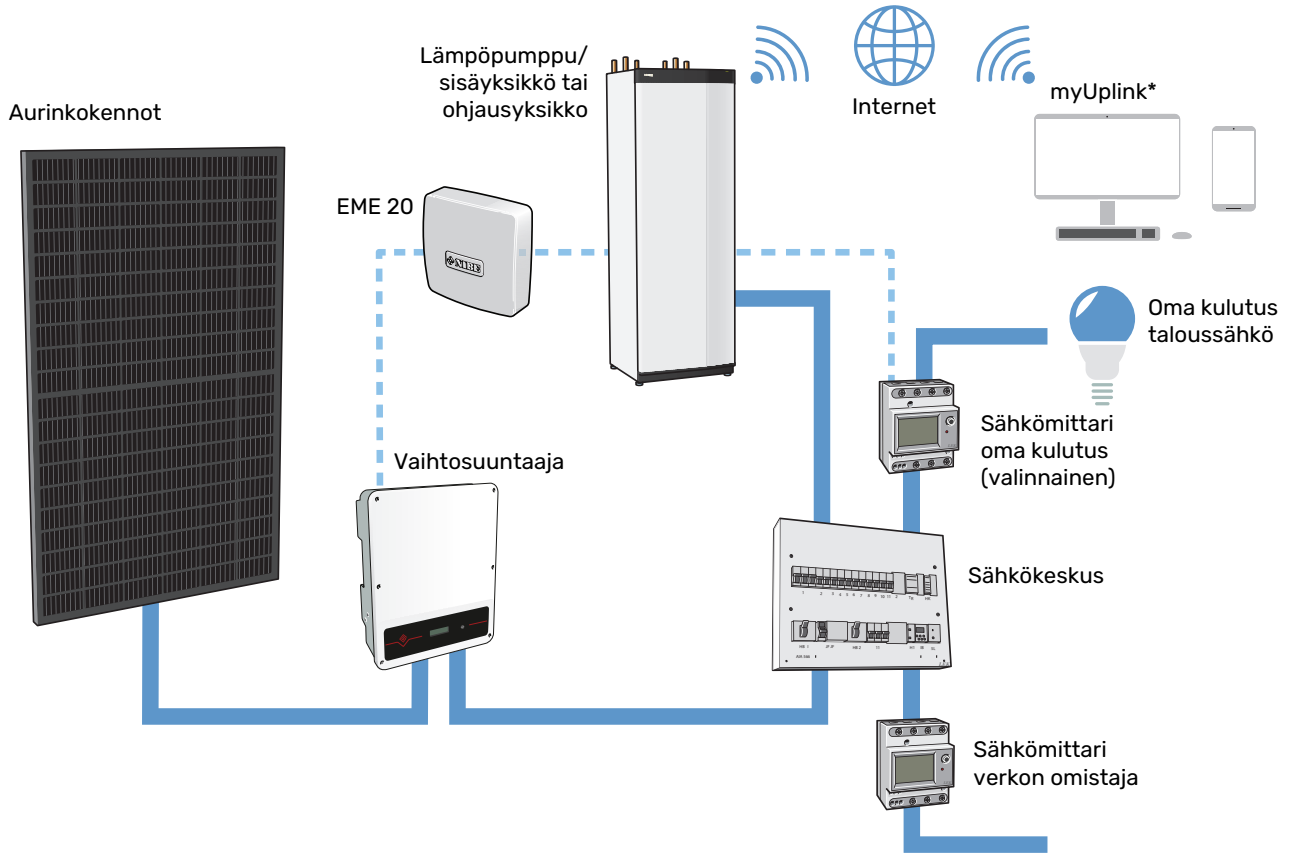 Lämpöpumppu/
sisäyksikkö tai
ohjausyksikko
Internet
myUplink*
Aurinkokennot
EME 20
NIBE
Oma kulutus
taloussähkö
Sähkömittari
oma kulutus
(valinnainen)
Vaihtosuuntaaja
Sähkökeskus
Sähkömittari
verkon omistaja